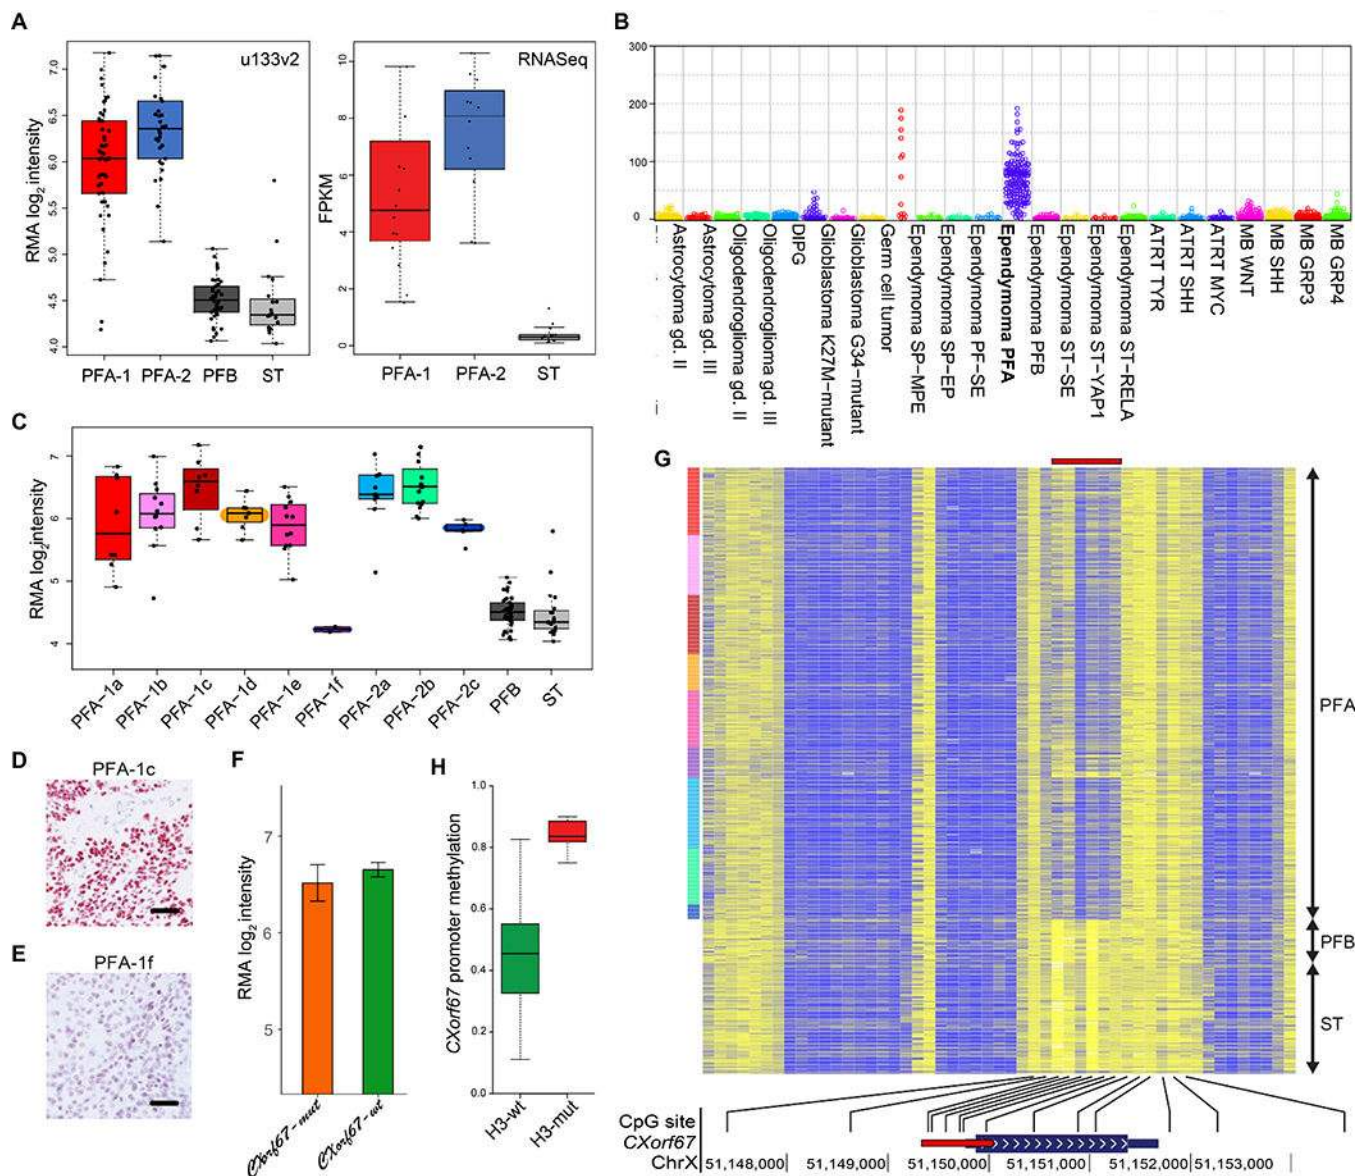 A
u133v2
RMA log2 intensity
7.0
6.5
6.0
5.5
5.0
4.5
4.0
PFA-1
PFA-2
PFB
ST
RNASeq
FPKM
10
8
6
4
2
0
PFA-1
PFA-2
ST
B
300
200
100
0
Astrocytoma gd. II
Astrocytoma gd. III
Oligodendroglioma gd. II
Oligodendroglioma gd. III
DIPG
Glioblastoma K27M-mutant
Glioblastoma G34-mutant
Germ cell tumor
Ependymoma SP-MPE
Ependymoma SP-EP
Ependymoma PF-SE
Ependymoma PFA
Ependymoma PFB
Ependymoma ST-SE
Ependymoma ST-YAP1
Ependymoma ST-RELA
ATRT TYR
ATRT SHH
ATRT MYC
MB WNT
MB SHH
MB GRP3
MB GRP4
C
RMA log2intensity
7
6
5
4
PFA-1a
PFA-1b
PFA-1c
PFA-1d
PFA-1e
PFA-1f
PFA-2a
PFA-2b
PFA-2c
PFB
ST
D
PFA-1c
E
PFA-1f
F
RMA log2 intensity
7
6
5
CXorf67-mut
CXorf67-wt
H
CXorf67 promoter methylation
1.0
0.8
0.6
0.4
0.2
0.0
H3-wt
H3-mut
G
PFA
PFB
ST
CpG site
CXorf67
ChrX
51,148,000
51,149,000
51,150,000
51,151,000
51,152,000
51,153,000